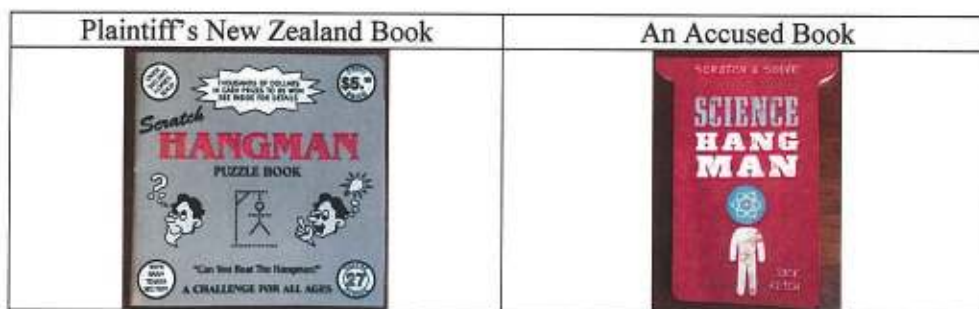 Plaintiff's New Zealand Book
An Accused Book
THOUSANDS OF DOLLARS
IN CASH PRIZES TO BE WON
SEE INSIDE FOR DETAILS
$5.
Scratch
HANGMAN
PUZZLE BOOK
??
"Can You Beat The Hangman?"
A CHALLENGE FOR ALL AGES
27
SCRATCH & SOLVE
SCIENCE
HANG
MAN